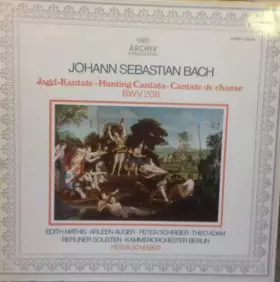 ARCHIV
JOHANN SEBASTIAN BACH
Jagd-Kantate · Hunting Cantata · Cantate de chasse
BWV 208
EDITH MATHIS · ARLEEN AUGER · PETER SCHREIER · THEO ADAM
BERLINER SOLISTEN · KAMMERORCHESTER BERLIN
PETER SCHREIER